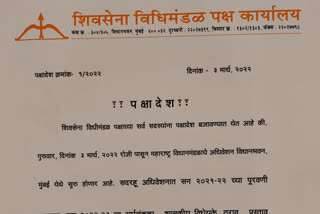 शिवसेना विधिमंडळ पक्ष कार्यालय
पक्षादेश क्रमांक- १/२०२२
दिनांक - ३ मार्च, २०२२
!! पक्षादेश !!
शिवसेना विधीमंडळ पक्षाच्या सर्व सदस्यांना पक्षादेश बजावण्यात येत आहे की,
गुरूवार, दिनांक ३ मार्च, २०२२ रोजी पासून महाराष्ट्र विधानमंडळाचे अधिवेशन विधानभवन,
मुंबई येथे सुरु होणार आहे. सदरहू अधिवेशनात सन २०२१-२२ च्या पूरवणी